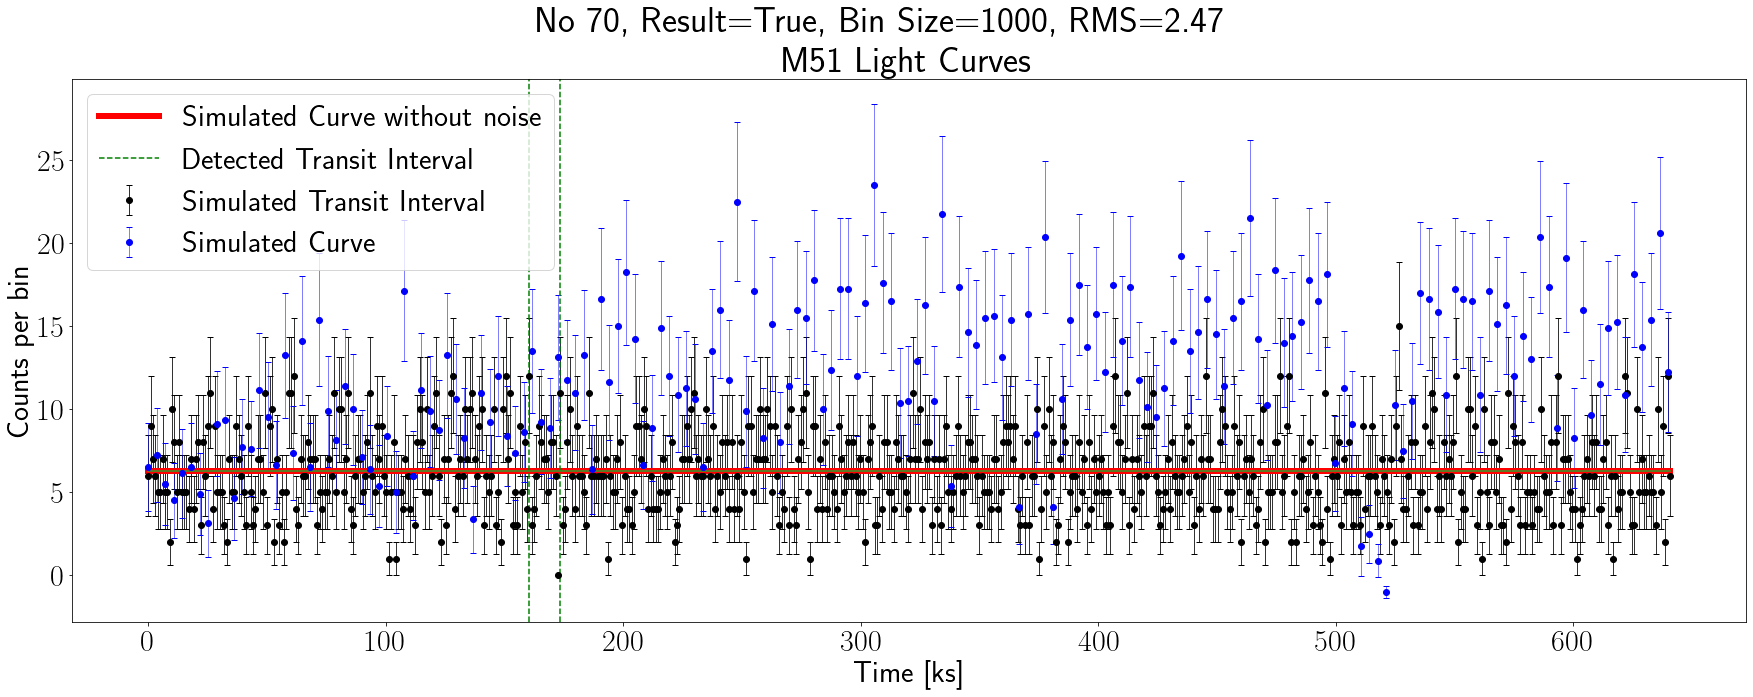 No 70, Result=True, Bin Size=1000, RMS=2.47
M51 Light Curves
Simulated Curve without noise
Detected Transit Interval
Simulated Transit Interval
Simulated Curve
Counts per bin
25
20
15
10
5
0
0 100 200 300 400 500 600
Time [ks]